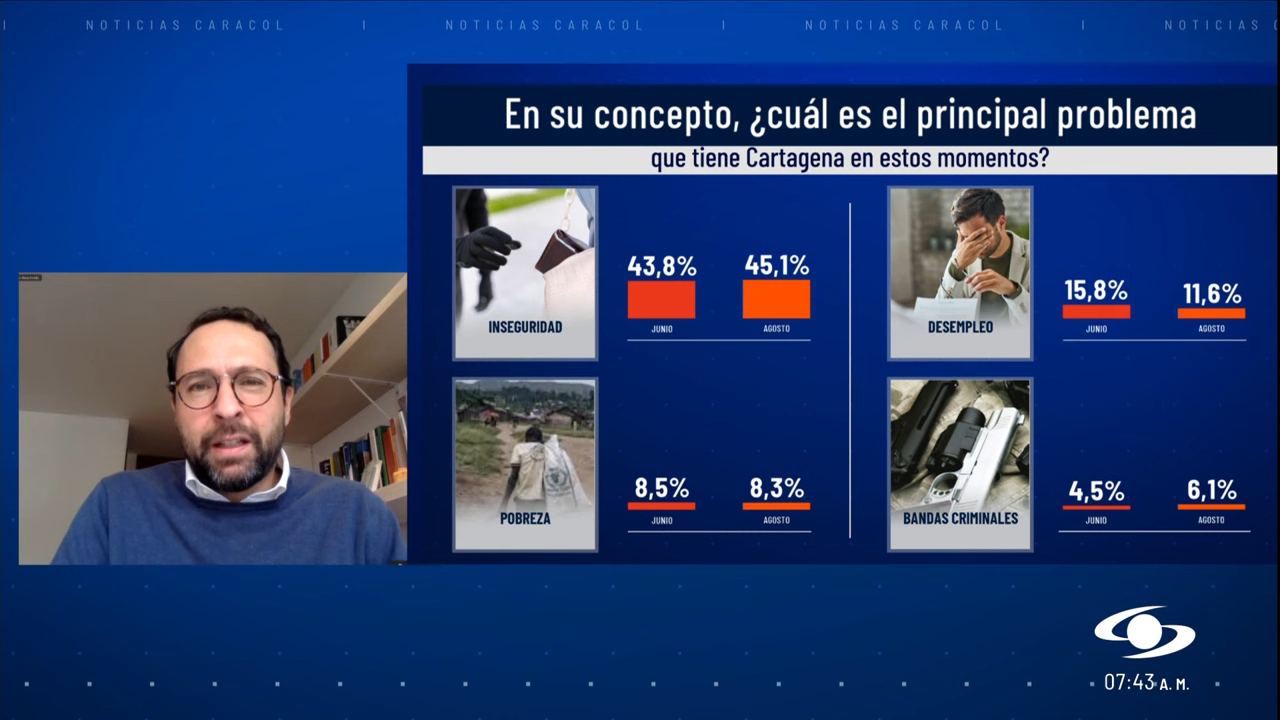 NOTICIAS CARACOL | NOTICIAS CARACOL | NOTICIAS CARACOL | NOTICIAS
En su concepto, ¿cuál es el principal problema
que tiene Cartagena en estos momentos?
INSEGURIDAD
43,8%
JUNIO
45,1%
AGOSTO
DESEMPLEO
15,8%
JUNIO
11,6%
AGOSTO
POBREZA
8,5%
JUNIO
8,3%
AGOSTO
BANDAS CRIMINALES
4,5%
JUNIO
6,1%
AGOSTO
07:43 A. M.